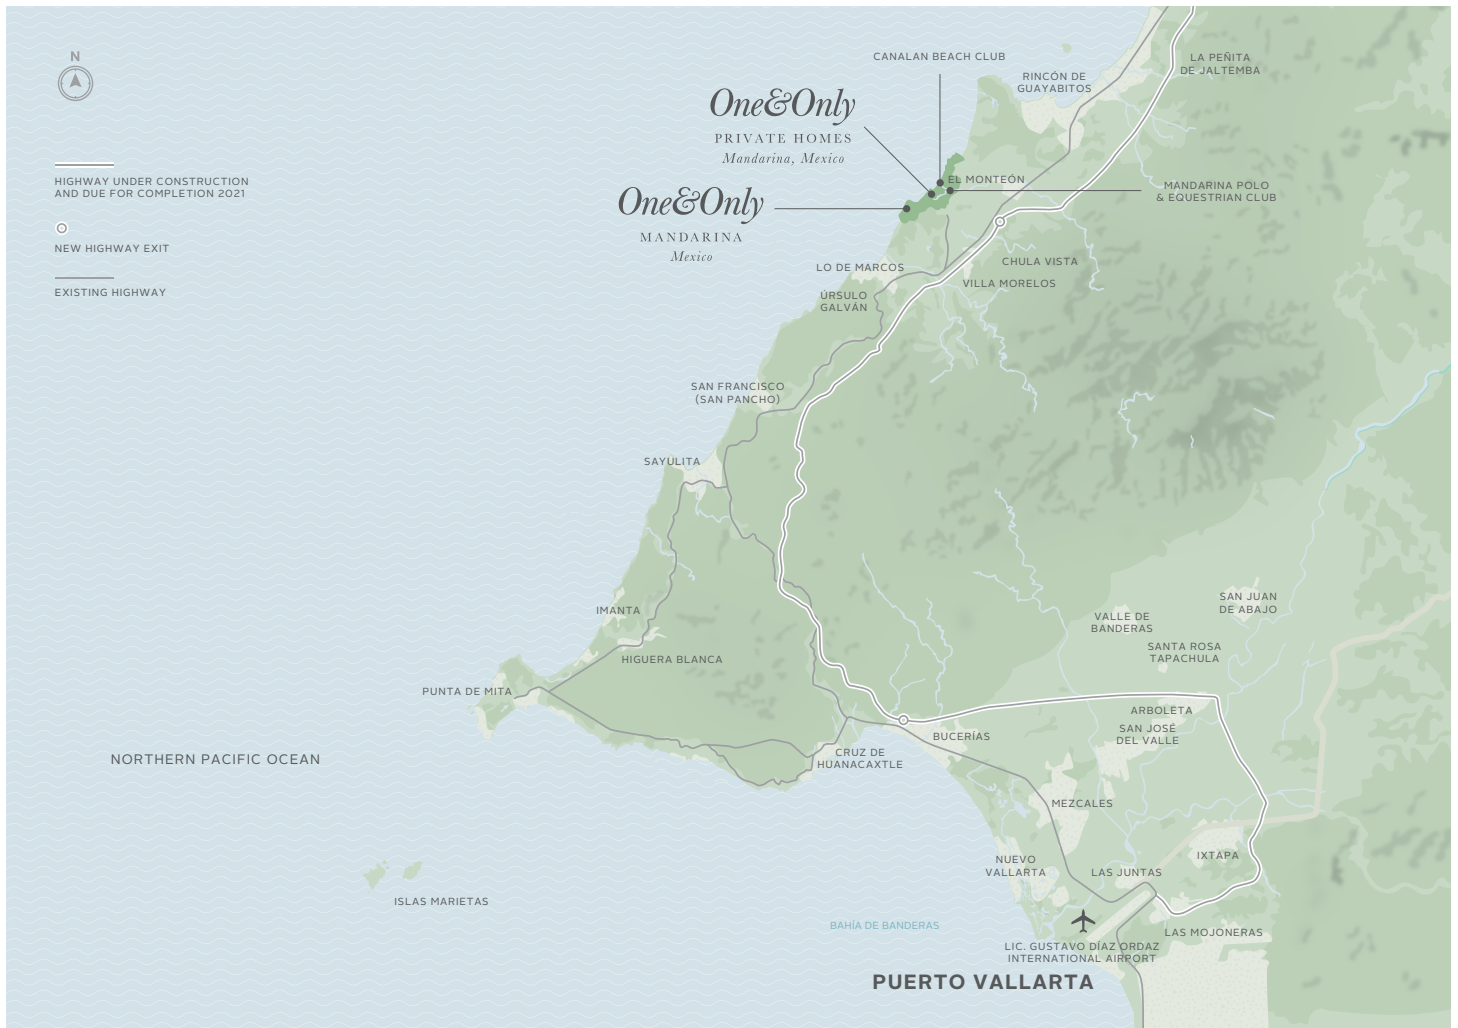 N
HIGHWAY UNDER CONSTRUCTION
AND DUE FOR COMPLETION 2021
NEW HIGHWAY EXIT
EXISTING HIGHWAY
CANALAN BEACH CLUB
One&Only
PRIVATE HOMES
Mandarina, Mexico
One&Only
MANDARINA
Mexico
LA PEÑITA
DE JALTEMBA
RINCÓN DE
GUAYABITOS
EL MONTEÓN
MANDARINA POLO
& EQUESTRIAN CLUB
LO DE MARCOS
CHULA VISTA
VILLA MORELOS
ÚRSULO
GALVÁN
SAN FRANCISCO
(SAN PANCHO)
SAYULITA
IMANTA
HIGUERA BLANCA
PUNTA DE MITA
SAN JUAN
DE ABAJO
VALLE DE
BANDERAS
SANTA ROSA
TAPACHULA
ARBOLETA
SAN JOSÉ
DEL VALLE
BUCERÍAS
CRUZ DE
HUANACAXTLE
NORTHERN PACIFIC OCEAN
MEZCALES
IXTAPA
NUEVO
VALLARTA
LAS JUNTAS
ISLAS MARIETAS
BAHÍA DE BANDERAS
LAS MOJONERAS
LIC. GUSTAVO DÍAZ ORDAZ
INTERNATIONAL AIRPORT
PUERTO VALLARTA